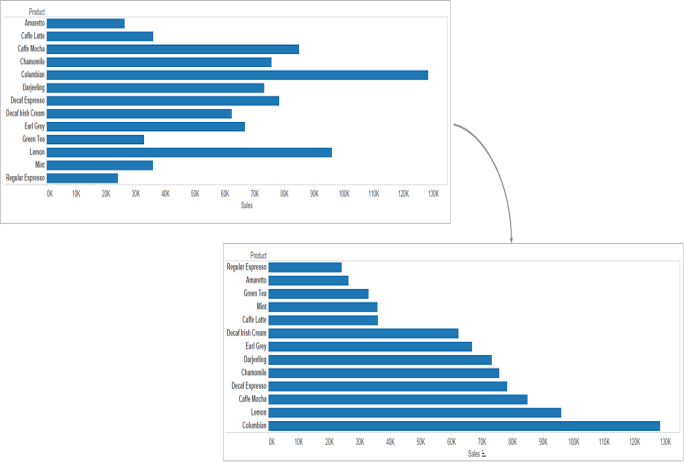 Product
Amaretto
Caffe Latte
Caffe Mocha
Chamomile
Columbian
Darjeeling
Decaf Espresso
Decaf Irish Cream
Earl Grey
Green Tea
Lemon
Mint
Regular Espresso
0K 10K 20K 30K 40K 50K 60K 70K 80K 90K 100K 110K 120K 130K
Sales
Product
Regular Espresso
Amaretto
Green Tea
Mint
Caffe Latte
Decaf Irish Cream
Earl Grey
Darjeeling
Chamomile
Decaf Espresso
Caffe Mocha
Lemon
Columbian
0K 10K 20K 30K 40K 50K 60K 70K 80K 90K 100K 110K 120K 130K
Sales